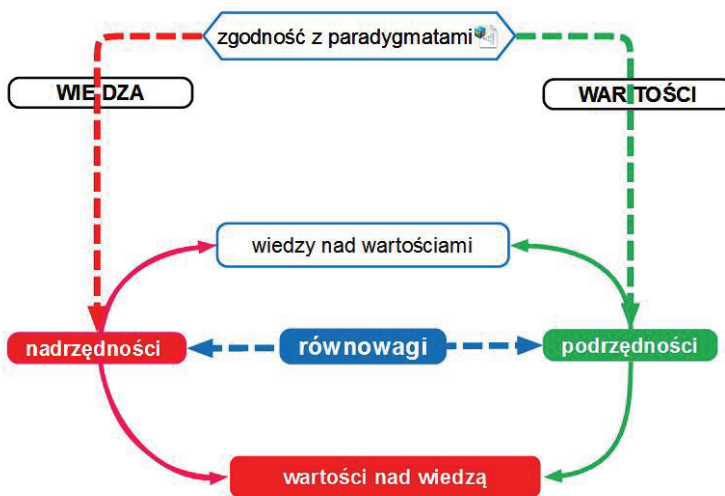 zgodność z paradygmatami
WIEDZA
WARTOŚCI
wiedzy nad wartościami
nadrzędności
równowagi
podrzędności
wartości nad wiedzą